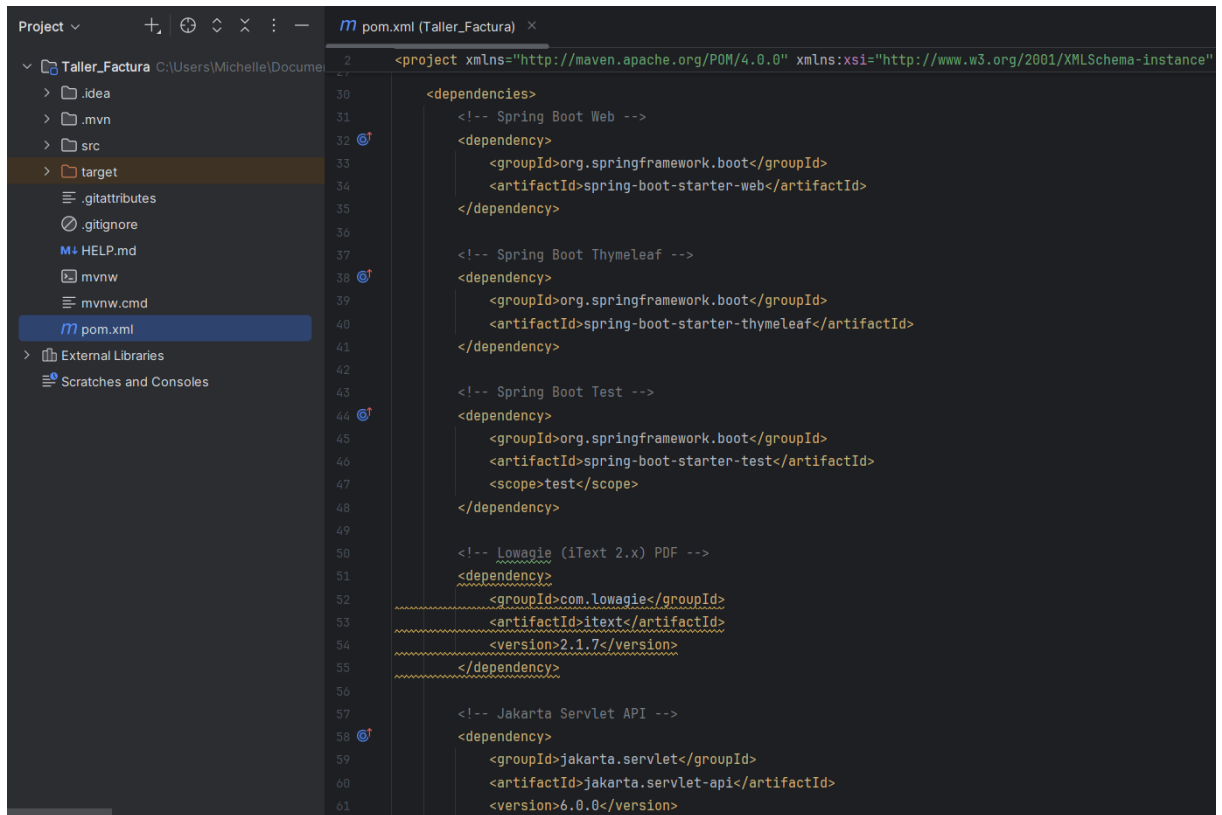 Project
pom.xml (Taller_Factura)
Taller_Factura C:\Users\Michelle\Docume
.idea
.mvn
src
target
.gitattributes
.gitignore
M↓ HELP.md
mvnw
mvnw.cmd
m pom.xml
External Libraries
Scratches and Consoles
2 <project xmlns="http://maven.apache.org/POM/4.0.0" xmlns:xsi="http://www.w3.org/2001/XMLSchema-instance"
30 <dependencies>
31 <!-- Spring Boot Web -->
32 <dependency>
33 <groupId>org.springframework.boot</groupId>
34 <artifactId>spring-boot-starter-web</artifactId>
35 </dependency>
36
37 <!-- Spring Boot Thymeleaf -->
38 <dependency>
39 <groupId>org.springframework.boot</groupId>
40 <artifactId>spring-boot-starter-thymeleaf</artifactId>
41 </dependency>
42
43 <!-- Spring Boot Test -->
44 <dependency>
45 <groupId>org.springframework.boot</groupId>
46 <artifactId>spring-boot-starter-test</artifactId>
47 <scope>test</scope>
48 </dependency>
49
50 <!-- Lowagie (iText 2.x) PDF -->
51 <dependency>
52 <groupId>com.lowagie</groupId>
53 <artifactId>itext</artifactId>
54 <version>2.1.7</version>
55 </dependency>
56
57 <!-- Jakarta Servlet API -->
58 <dependency>
59 <groupId>jakarta.servlet</groupId>
60 <artifactId>jakarta.servlet-api</artifactId>
61 <version>6.0.0</version>